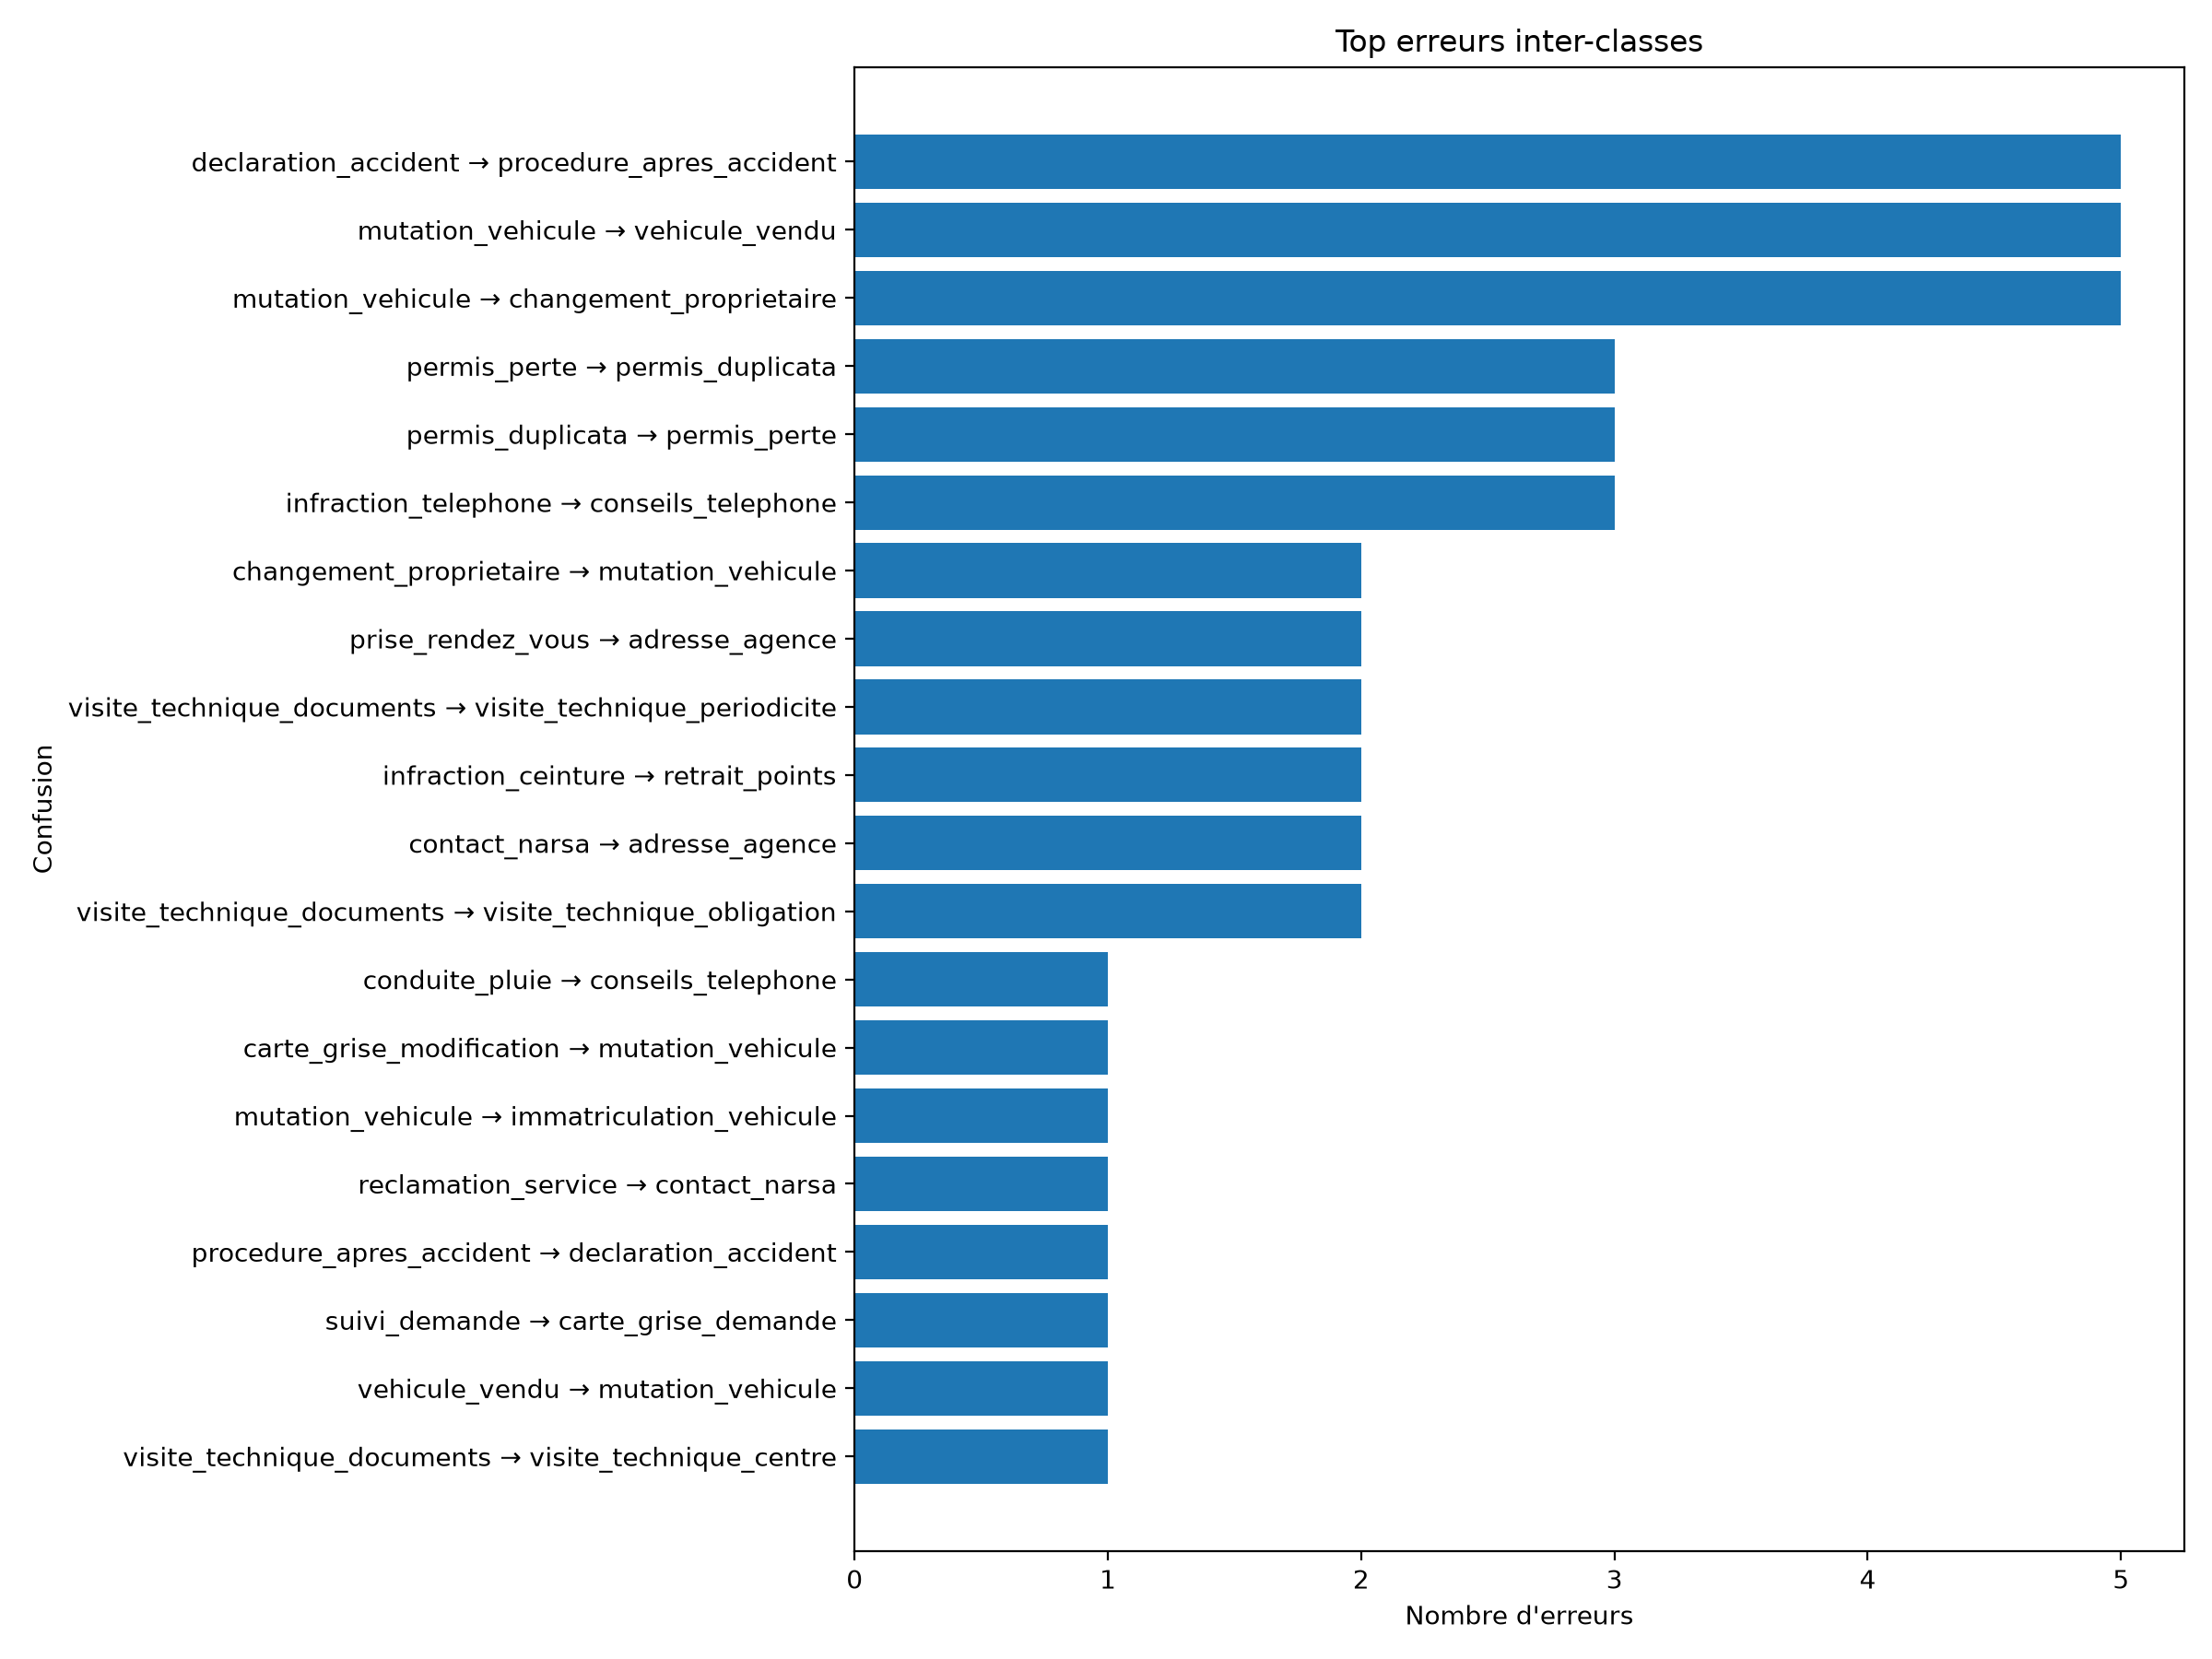 Top erreurs inter-classes
declaration_accident → procedure_apres_accident
mutation_vehicule → vehicule_vendu
mutation_vehicule → changement_proprietaire
permis_perte → permis_duplicata
permis_duplicata → permis_perte
infraction_telephone → conseils_telephone
changement_proprietaire → mutation_vehicule
prise_rendez_vous → adresse_agence
visite_technique_documents → visite_technique_periodicite
infraction_ceinture → retrait_points
contact_narsa → adresse_agence
visite_technique_documents → visite_technique_obligation
conduite_pluie → conseils_telephone
carte_grise_modification → mutation_vehicule
mutation_vehicule → immatriculation_vehicule
reclamation_service → contact_narsa
procedure_apres_accident → declaration_accident
suivi_demande → carte_grise_demande
vehicule_vendu → mutation_vehicule
visite_technique_documents → visite_technique_centre
Confusion
0 1 2 3 4 5
Nombre d'erreurs